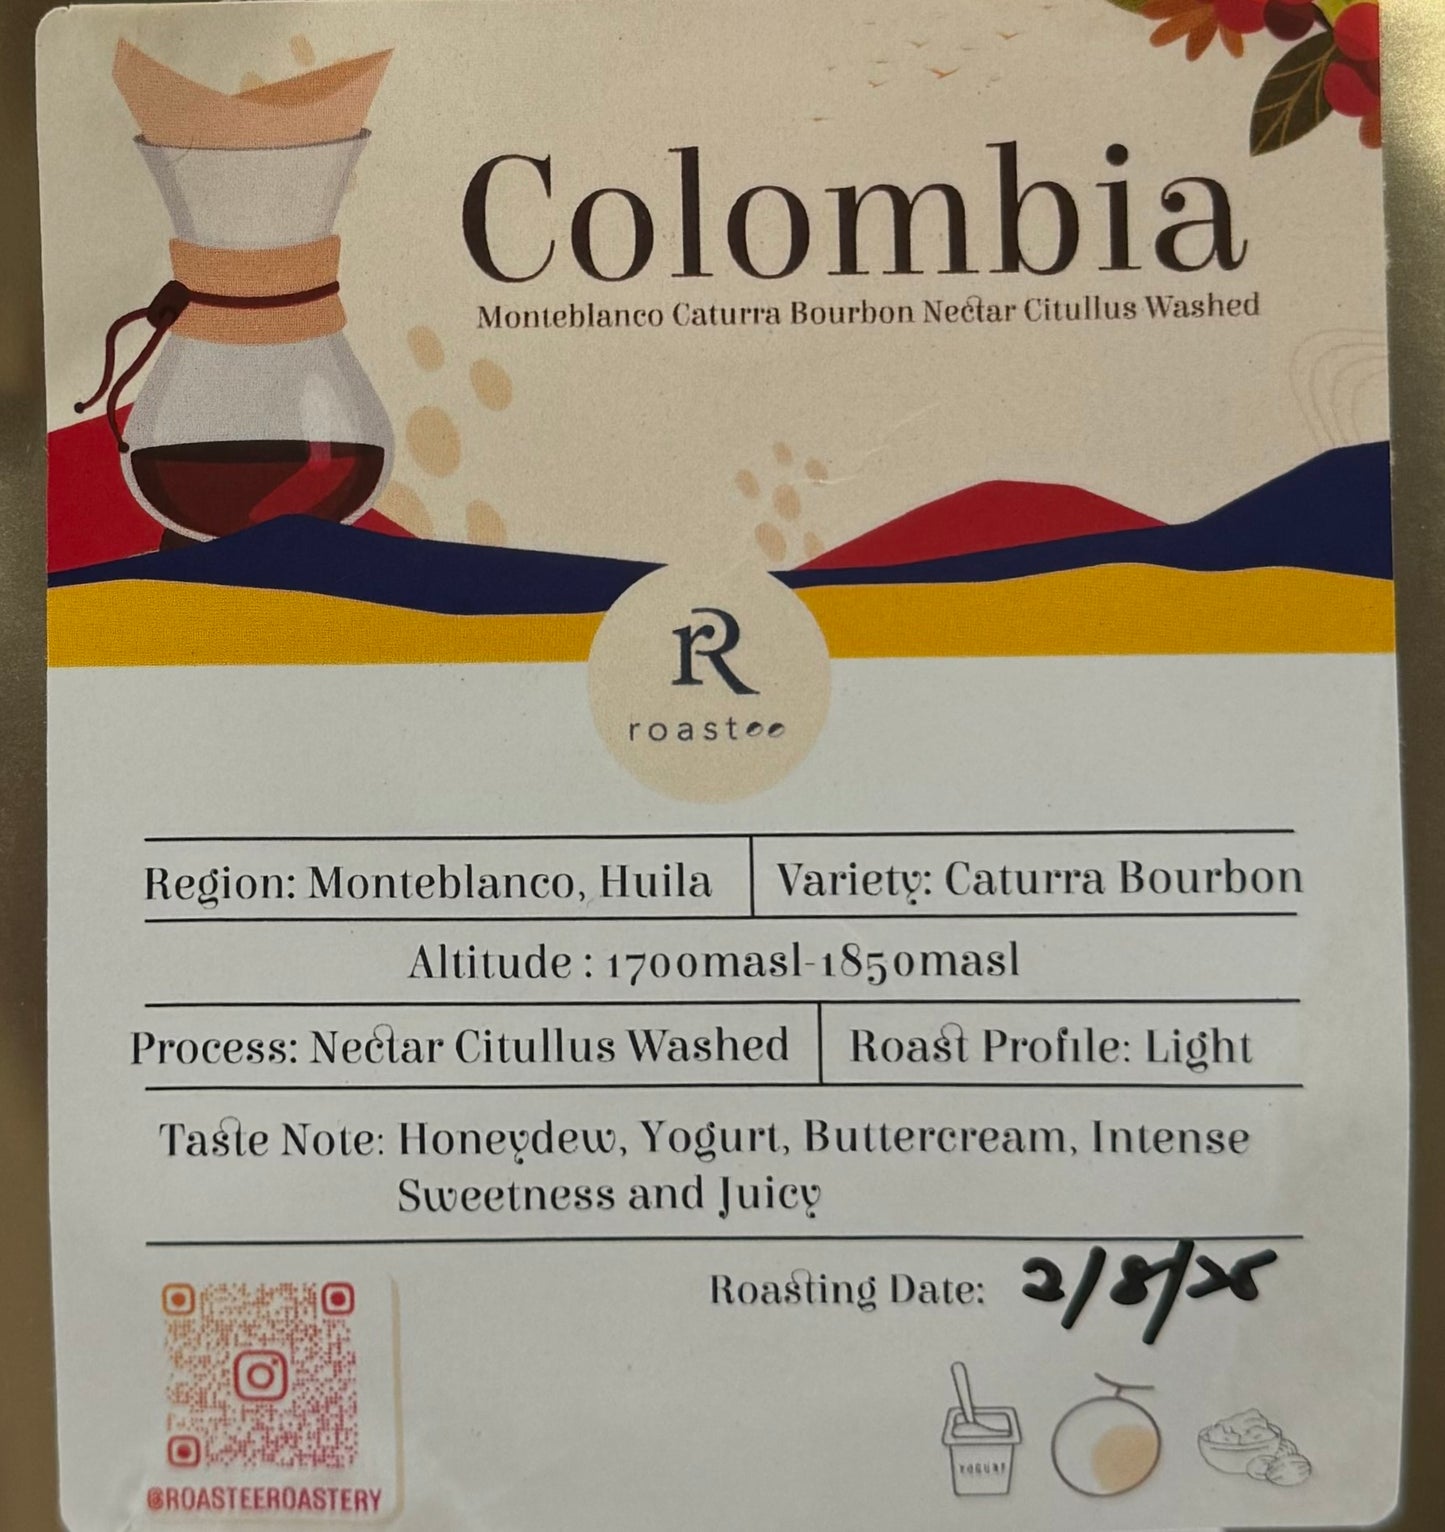 Colombia
Monteblanco Caturra Bourbon Nectar Citullus Washed
R
roastee
Region: Monteblanco, Huila
Variety: Caturra Bourbon
Altitude : 1700masl-1850masl
Process: Nectar Citullus Washed
Roast Profile: Light
Taste Note: Honeydew, Yogurt, Buttercream, Intense
Sweetness and Juicy
Roasting Date: 2/8/25
YOGURT
@ROASTEEROASTERY